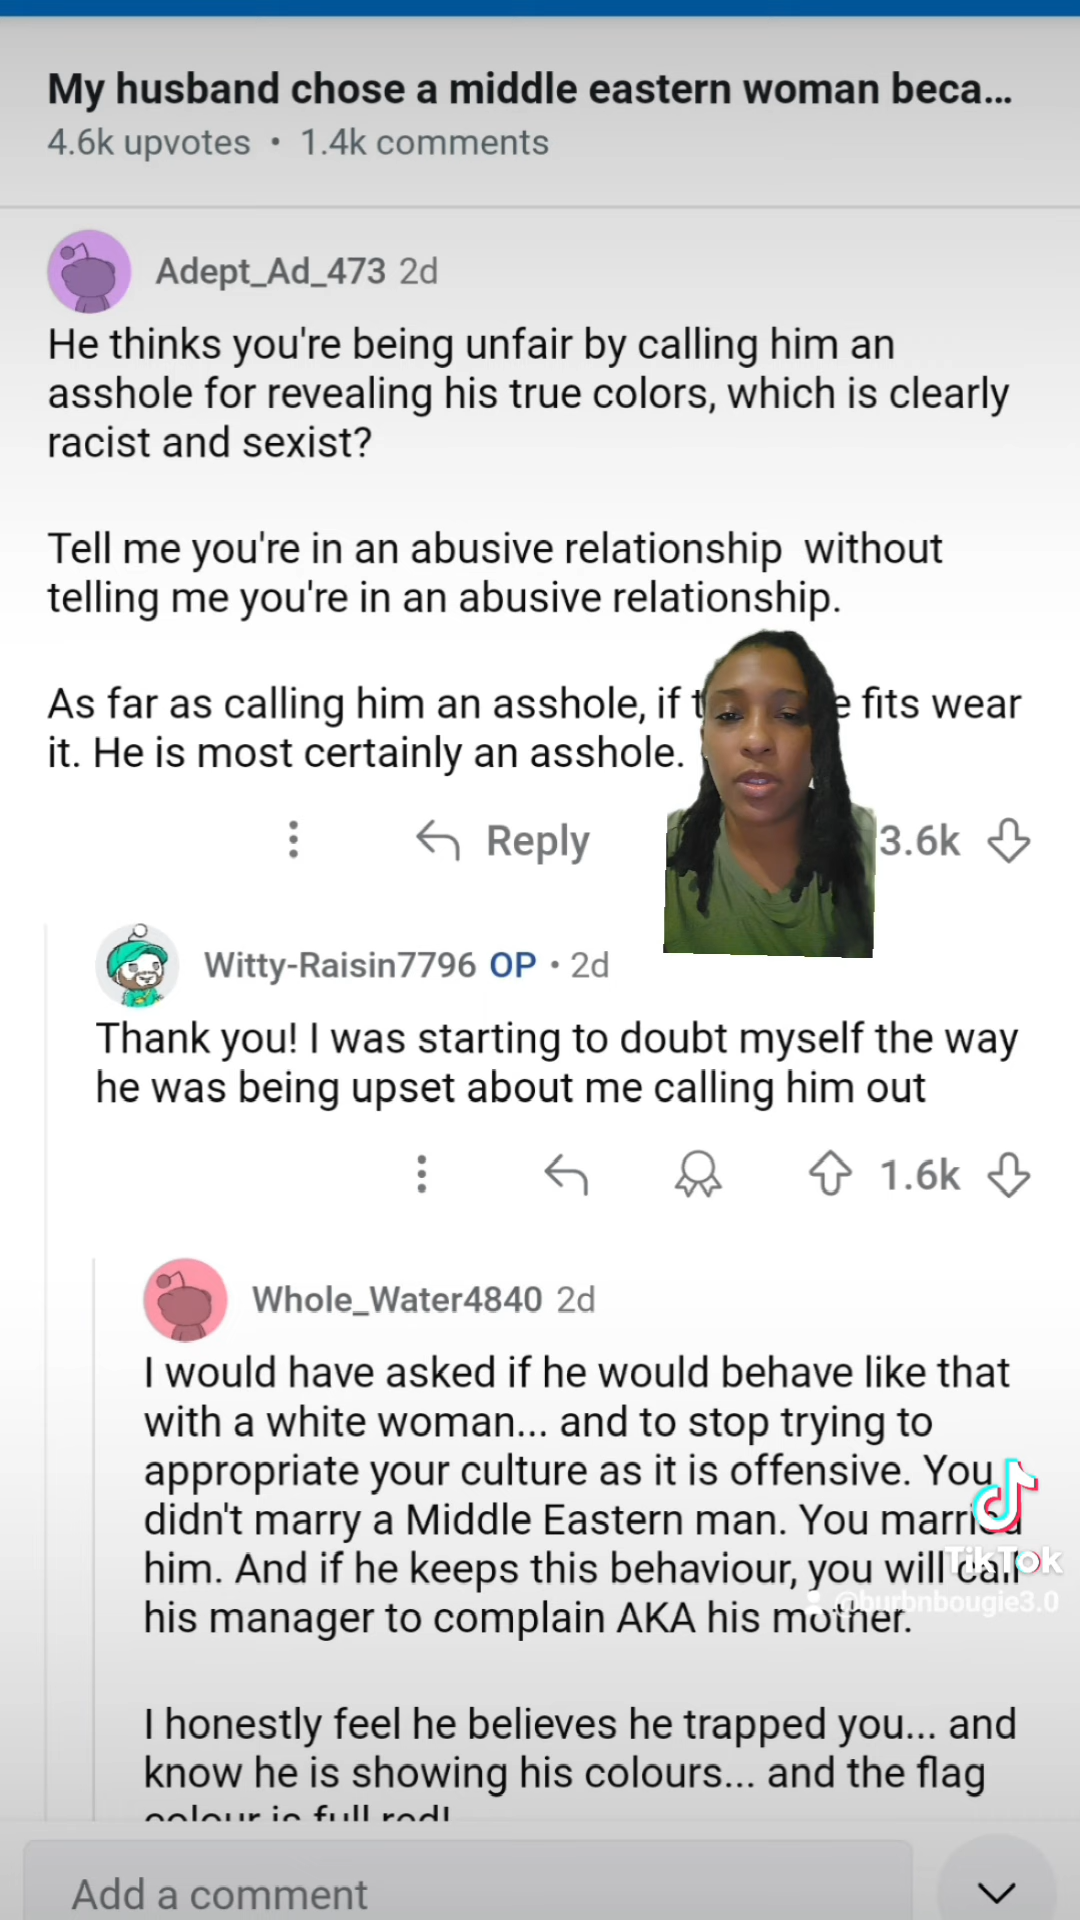 My husband chose a middle eastern woman beca...
4.6k upvotes • 1.4k comments
Adept_Ad_473 2d
He thinks you're being unfair by calling him an
asshole for revealing his true colors, which is clearly
racist and sexist?
Tell me you're in an abusive relationship without
telling me you're in an abusive relationship.
As far as calling him an asshole, if fits wear
it. He is most certainly an asshole.
Reply 3.6k
Witty-Raisin7796 OP • 2d
Thank you! I was starting to doubt myself the way
he was being upset about me calling him out
1.6k
Whole_Water4840 2d
I would have asked if he would behave like that
with a white woman... and to stop trying to
appropriate your culture as it is offensive. You
didn't marry a Middle Eastern man. You married
him. And if he keeps this behaviour, you will call
TikTok
@burbnbougie3.0
his manager to complain AKA his mother.
I honestly feel he believes he trapped you... and
know he is showing his colours... and the flag
colour is full red!
Add a comment